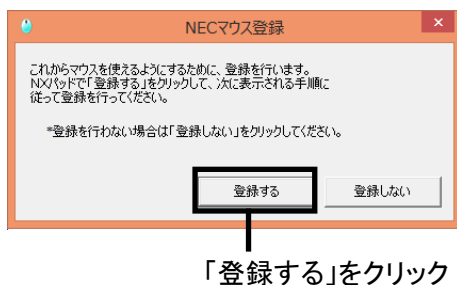 NECマウス登録
これからマウスを使えるようにするために、登録を行います。
NXパッドで「登録する」をクリックして、次に表示される手順に
従って登録を行ってください。
*登録を行わない場合は「登録しない」をクリックしてください。
登録する 登録しない
「登録する」をクリック